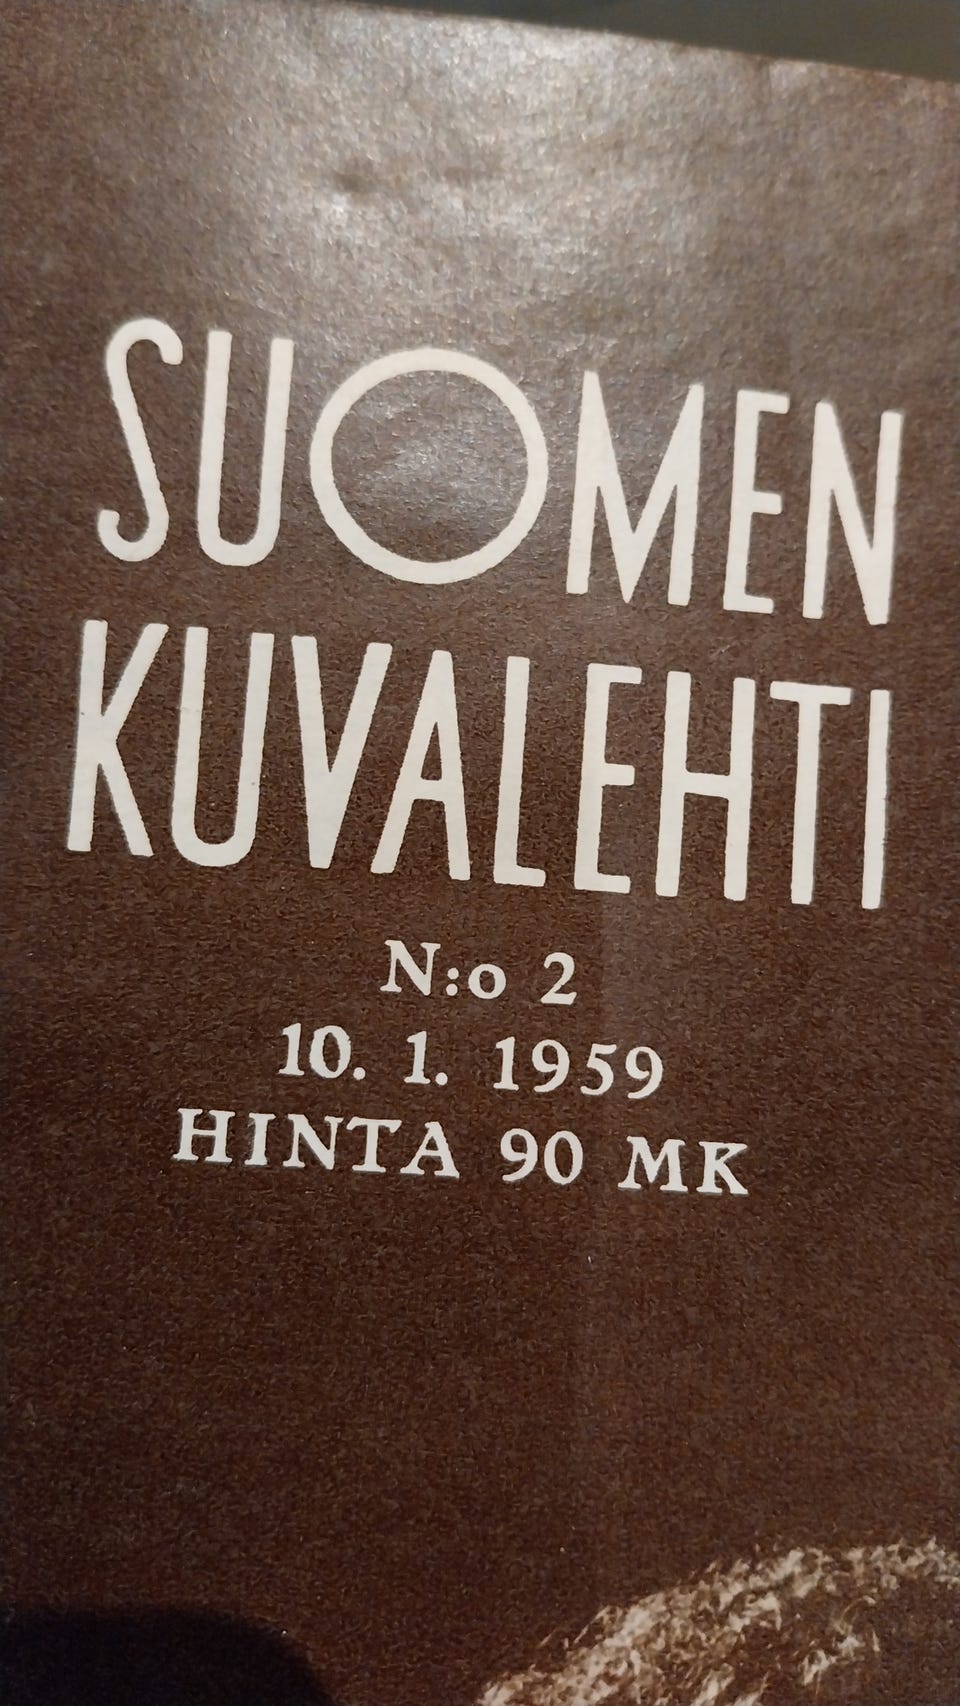 SUOMEN
KUVALEHTI
N:o 2
10. 1. 1959
HINTA 90 MK